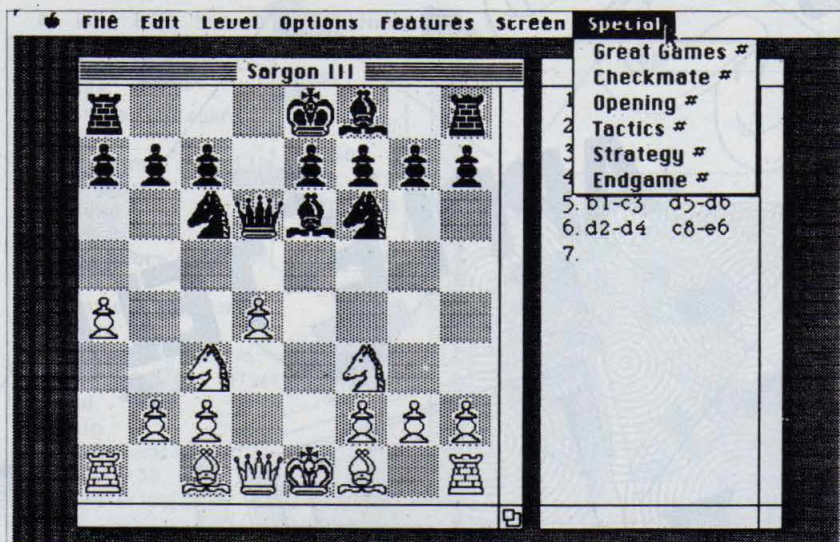 File Edit Level Options Features Screen Special
Great Games #
Checkmate #
Opening #
Tactics #
Strategy #
Endgame #
Sargon III
1
2
3
4
5. b1-c3 d5-d6
6. d2-d4 c8-e6
7.